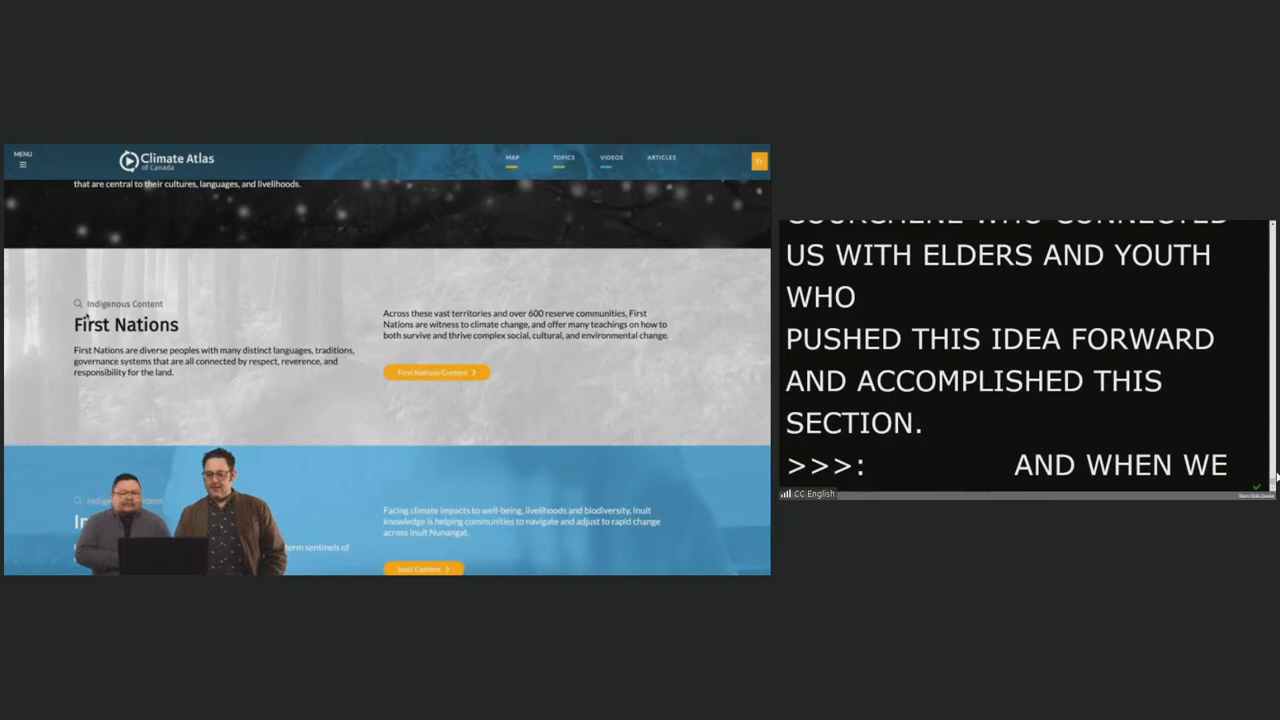 MENU
Climate Atlas
of Canada
MAP
TOPICS
VIDEOS
ARTICLES
Fr
that are central to their cultures, languages, and livelihoods.
Indigenous Content
First Nations
First Nations are diverse peoples with many distinct languages, traditions,
governance systems that are all connected by respect, reverence, and
responsibility for the land.
Across these vast territories and over 600 reserve communities, First
Nations are witness to climate change, and offer many teachings on how to
both survive and thrive complex social, cultural, and environmental change.
First Nations Content
term sentinels of
Facing climate impacts to well-being, livelihoods and biodiversity, Inuit
knowledge is helping communities to navigate and adjust to rapid change
across Inuit Nunangat.
Inuit Content
US WITH ELDERS AND YOUTH
WHO
PUSHED THIS IDEA FORWARD
AND ACCOMPLISHED THIS
SECTION.
>>>: AND WHEN WE
CC English